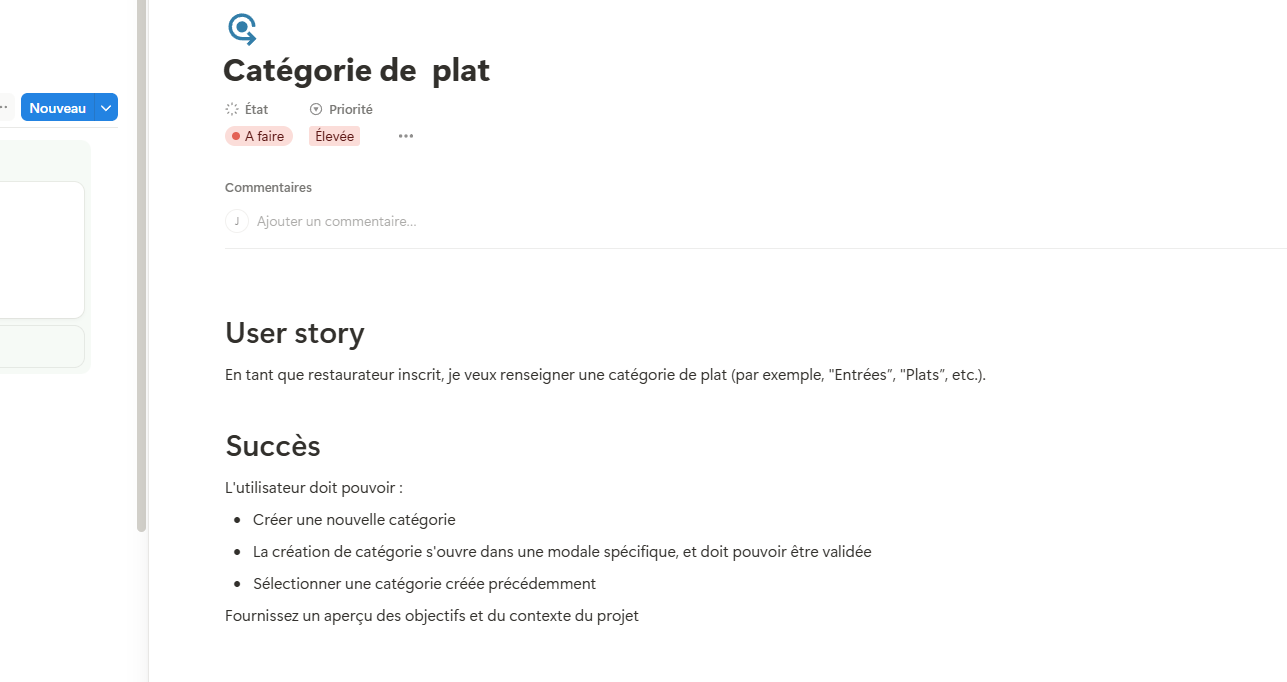 Catégorie de  plat
Nouveau
État Priorité
A faire Élevée
Commentaires
J Ajouter un commentaire...
User story
En tant que restaurateur inscrit, je veux renseigner une catégorie de plat (par exemple, "Entrées”, "Plats”, etc.).
Succès
L'utilisateur doit pouvoir :
• Créer une nouvelle catégorie
• La création de catégorie s'ouvre dans une modale spécifique, et doit pouvoir être validée
• Sélectionner une catégorie créée précédemment
Fournissez un aperçu des objectifs et du contexte du projet